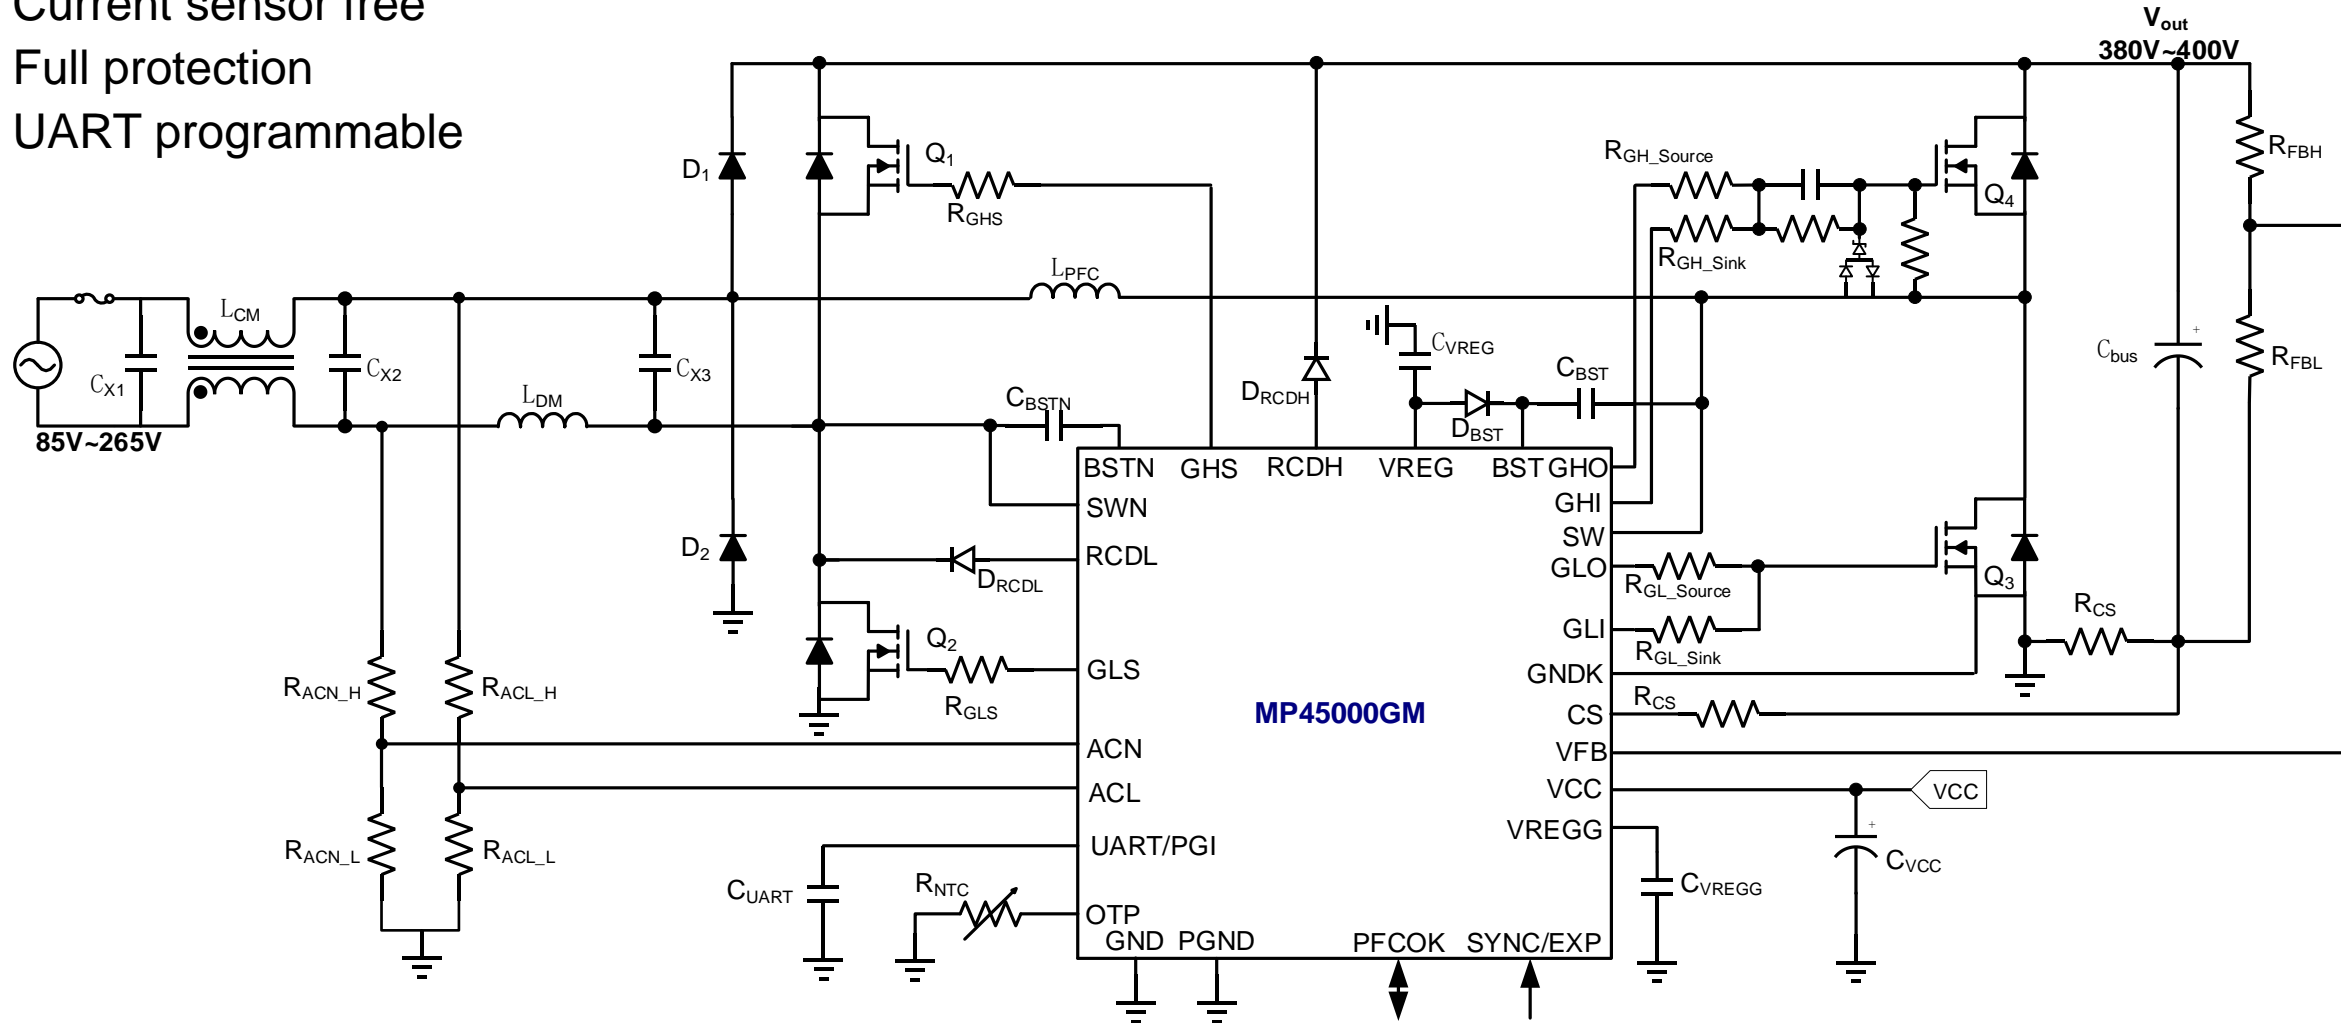 Current sensor free
Full protection
UART programmable
Vout
380V~400V
D1
Q1
RGHS
RGH_Source
RGH_Sink
Q4
RFBH
LPFC
LCM
CX1
CX2
CX3
LDM
85V~265V
CBSTN
DRCDH
CVREG
DBST
CBST
Cbus
+
RFBL
BSTN
GHS
RCDH
VREG
BST
GHO
SWN
GHI
SW
D2
RCDL
DRCDL
GLO
RGL_Source
Q3
RCS
Q2
RGLS
GLS
GLI
RGL_Sink
GNDK
RACN_H
RACL_H
MP45000GM
CS
RCS
ACN
VFB
ACL
VCC
VCC
RACN_L
RACL_L
UART/PGI
VREGG
+
CVCC
CUART
RNTC
OTP
CVREGG
GND
PGND
PFCOK
SYNC/EXP